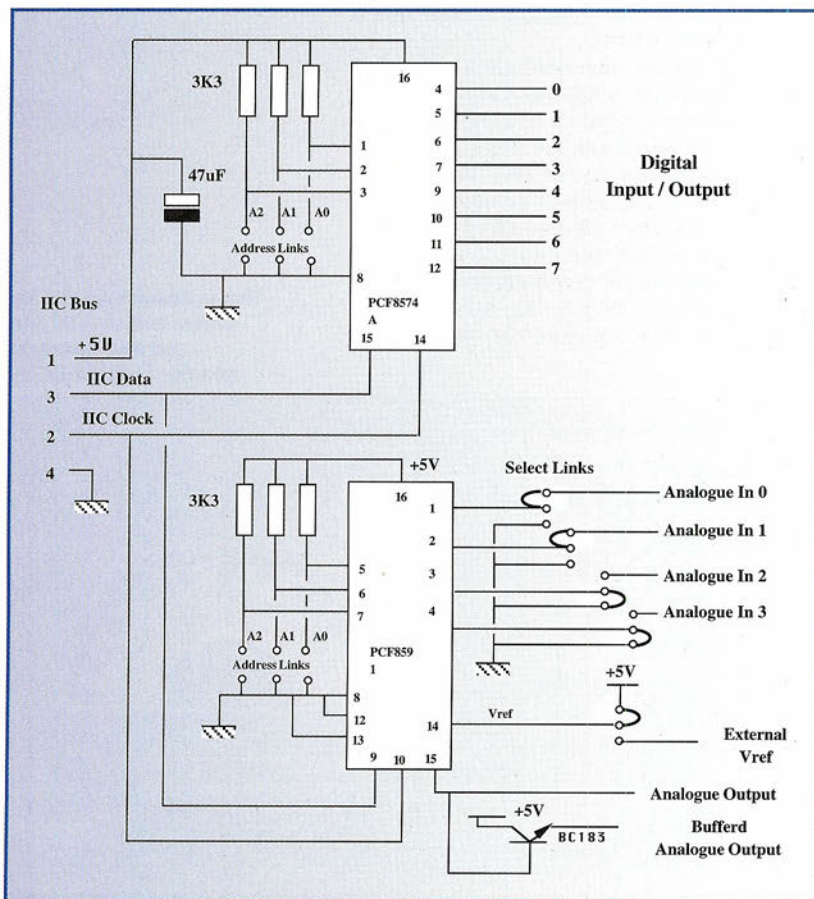 3K3
16
4
0
5
1
6
2
7
3
9
4
10
5
11
6
12
7
Digital
Input / Output
1
2
3
47uF
A2 A1 A0
Address Links
8
PCF8574
A
15 14
IIC Bus
1 +5V
3 IIC Data
2 IIC Clock
4
+5V
3K3
16
Select Links
1
Analogue In 0
2
Analogue In 1
3
Analogue In 2
4
Analogue In 3
5
6
7
A2 A1 A0
Address Links
PCF859
1
8
12
13
9 10 15
14
Vref
+5V
External
Vref
Analogue Output
+5V
BC183
Bufferd
Analogue Output